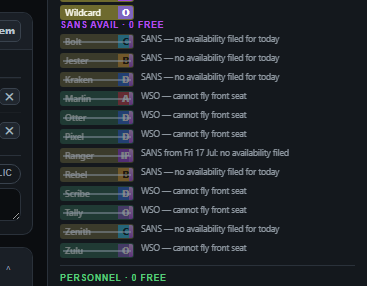 Wildcard O
SANS AVAIL · 0 FREE
em
Bolt C SANS — no availability filed for today
Jester SANS — no availability filed for today
Kraken D SANS — no availability filed for today
Marlin A WSO — cannot fly front seat
Otter D WSO — cannot fly front seat
Pixel D WSO — cannot fly front seat
Ranger IP SANS from Fri 17 Jul: no availability filed
LIC
Rebel SANS — no availability filed for today
Scribe D WSO — cannot fly front seat
Tally O WSO — cannot fly front seat
Zenith C SANS — no availability filed for today
Zulu O WSO — cannot fly front seat
PERSONNEL · 0 FREE